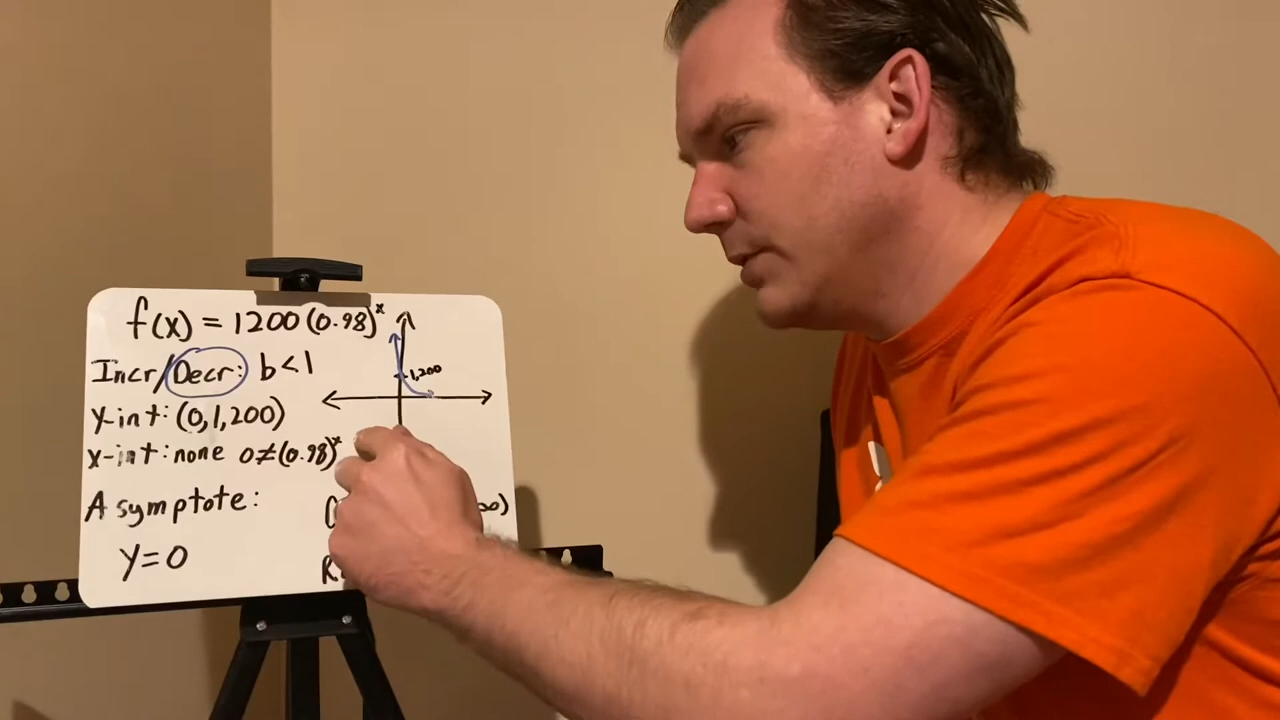 f(x) = 1200(0.98)^x
Incr/Decr: b<1
1,200
y-int: (0,1,200)
x-int: none 0≠(0.98)^x
Asymptote:
∞)
y=0